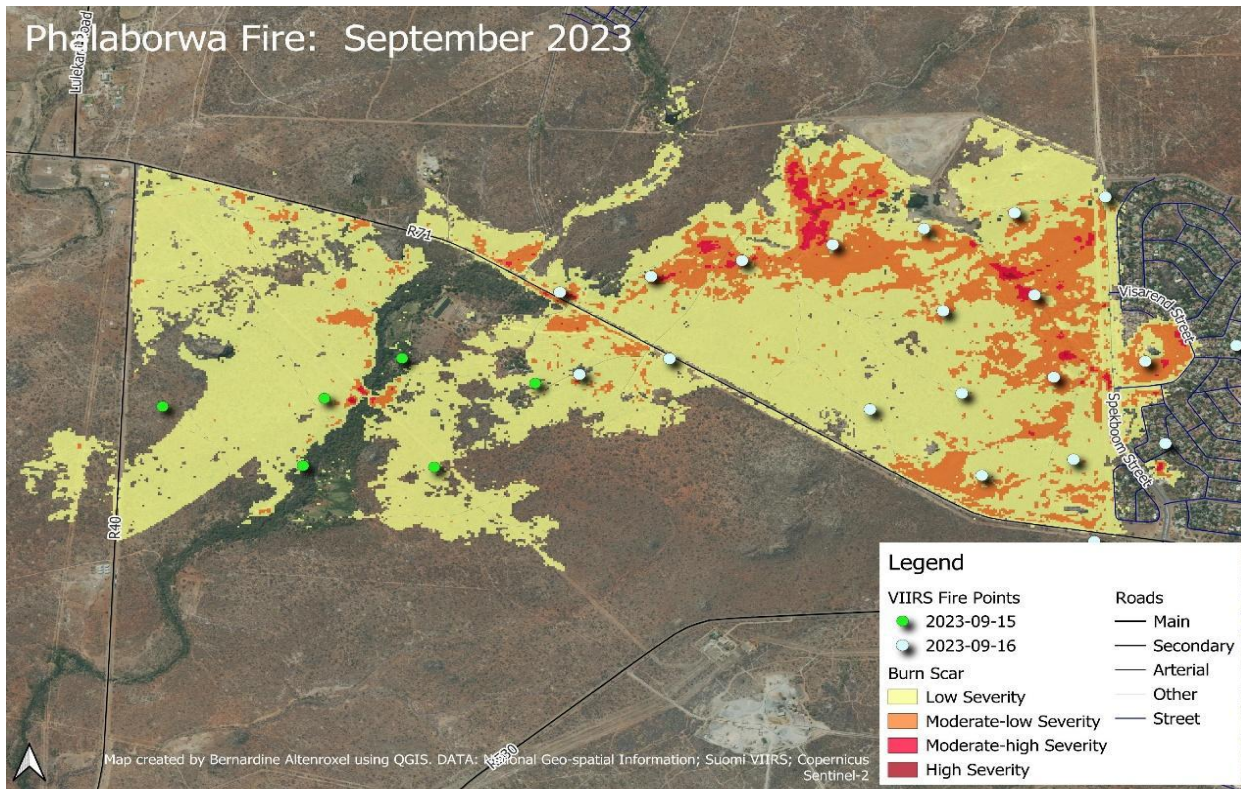 Phalaborwa Fire: September 2023
Lulekani Road
R71
Visarend Street
Spekboom Street
R40
R530
Legend
VIIRS Fire Points
2023-09-15
2023-09-16
Burn Scar
Low Severity
Moderate-low Severity
Moderate-high Severity
High Severity
Roads
Main
Secondary
Arterial
Other
Street
Map created by Bernardine Altenroxel using QGIS. DATA: National Geo-spatial Information; Suomi VIIRS; Copernicus
Sentinel-2